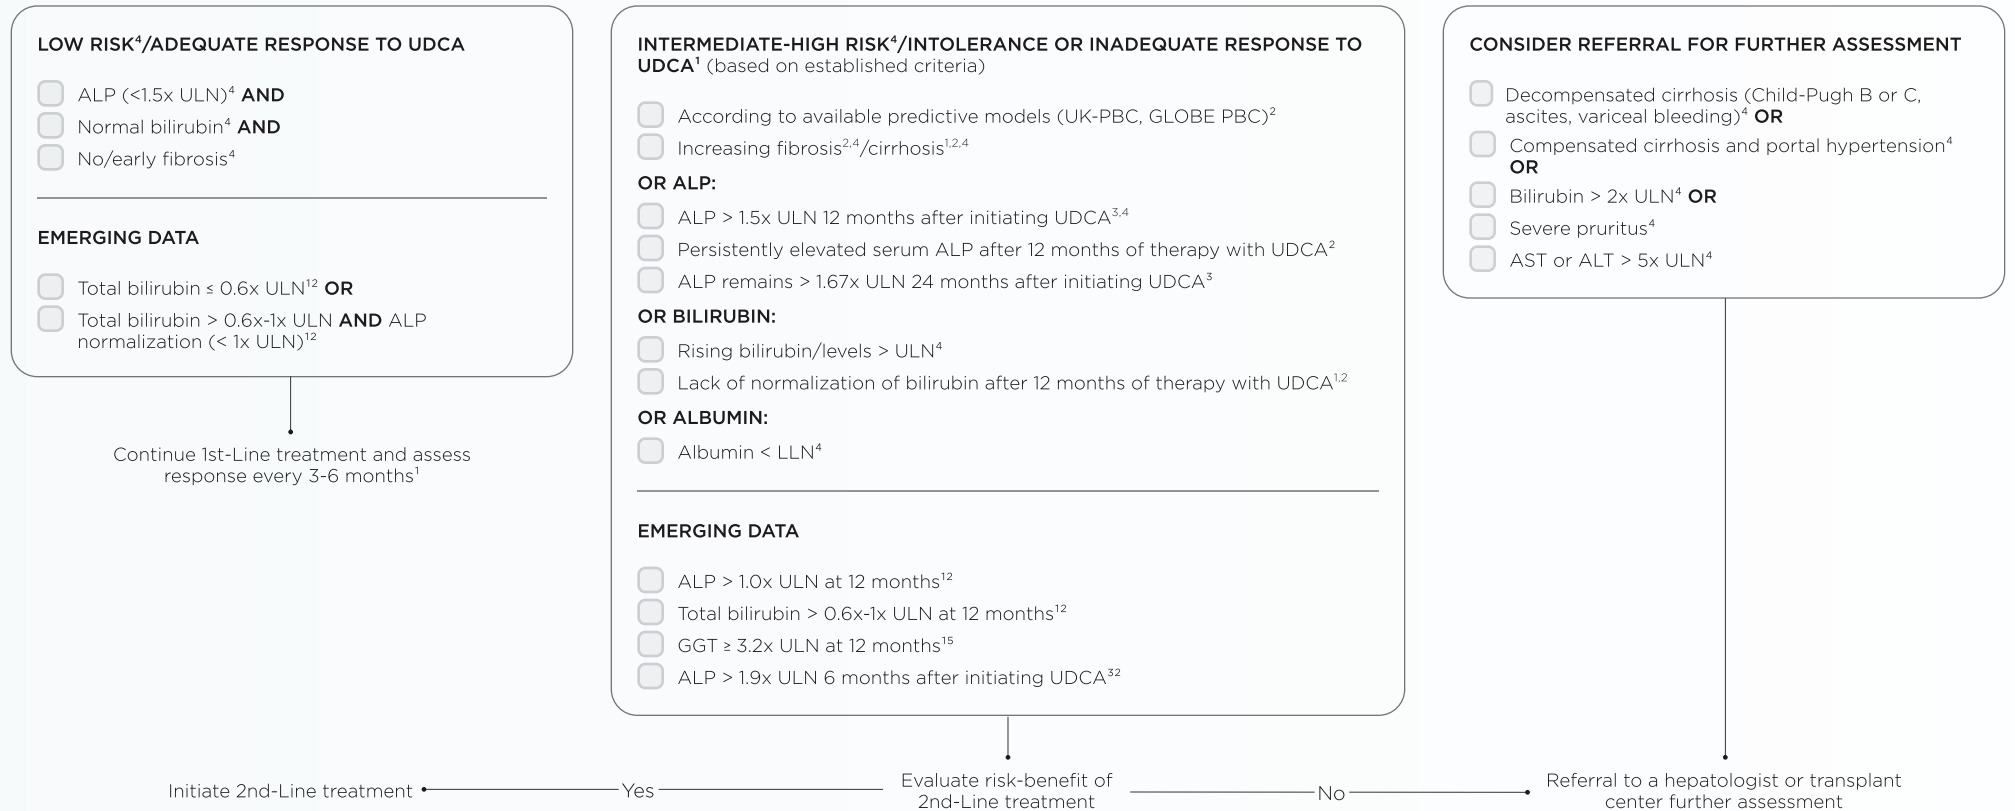 LOW RISK⁴/ADEQUATE RESPONSE TO UDCA
ALP (<1.5x ULN)⁴ AND
Normal bilirubin⁴ AND
No/early fibrosis⁴
EMERGING DATA
Total bilirubin ≤ 0.6x ULN¹² OR
Total bilirubin > 0.6x-1x ULN AND ALP
normalization (< 1x ULN)¹²
Continue 1st-Line treatment and assess
response every 3-6 months¹
INTERMEDIATE-HIGH RISK⁴/INTOLERANCE OR INADEQUATE RESPONSE TO
UDCA¹ (based on established criteria)
According to available predictive models (UK-PBC, GLOBE PBC)²
Increasing fibrosis²,⁴/cirrhosis¹,²,⁴
OR ALP:
ALP > 1.5x ULN 12 months after initiating UDCA³,⁴
Persistently elevated serum ALP after 12 months of therapy with UDCA²
ALP remains > 1.67x ULN 24 months after initiating UDCA³
OR BILIRUBIN:
Rising bilirubin/levels > ULN⁴
Lack of normalization of bilirubin after 12 months of therapy with UDCA¹,²
OR ALBUMIN:
Albumin < LLN⁴
EMERGING DATA
ALP > 1.0x ULN at 12 months¹²
Total bilirubin > 0.6x-1x ULN at 12 months¹²
GGT ≥ 3.2x ULN at 12 months¹⁵
ALP > 1.9x ULN 6 months after initiating UDCA³²
CONSIDER REFERRAL FOR FURTHER ASSESSMENT
Decompensated cirrhosis (Child-Pugh B or C,
ascites, variceal bleeding)⁴ OR
Compensated cirrhosis and portal hypertension⁴
OR
Bilirubin > 2x ULN⁴ OR
Severe pruritus⁴
AST or ALT > 5x ULN⁴
Initiate 2nd-Line treatment
Yes
Evaluate risk-benefit of
2nd-Line treatment
No
Referral to a hepatologist or transplant
center further assessment